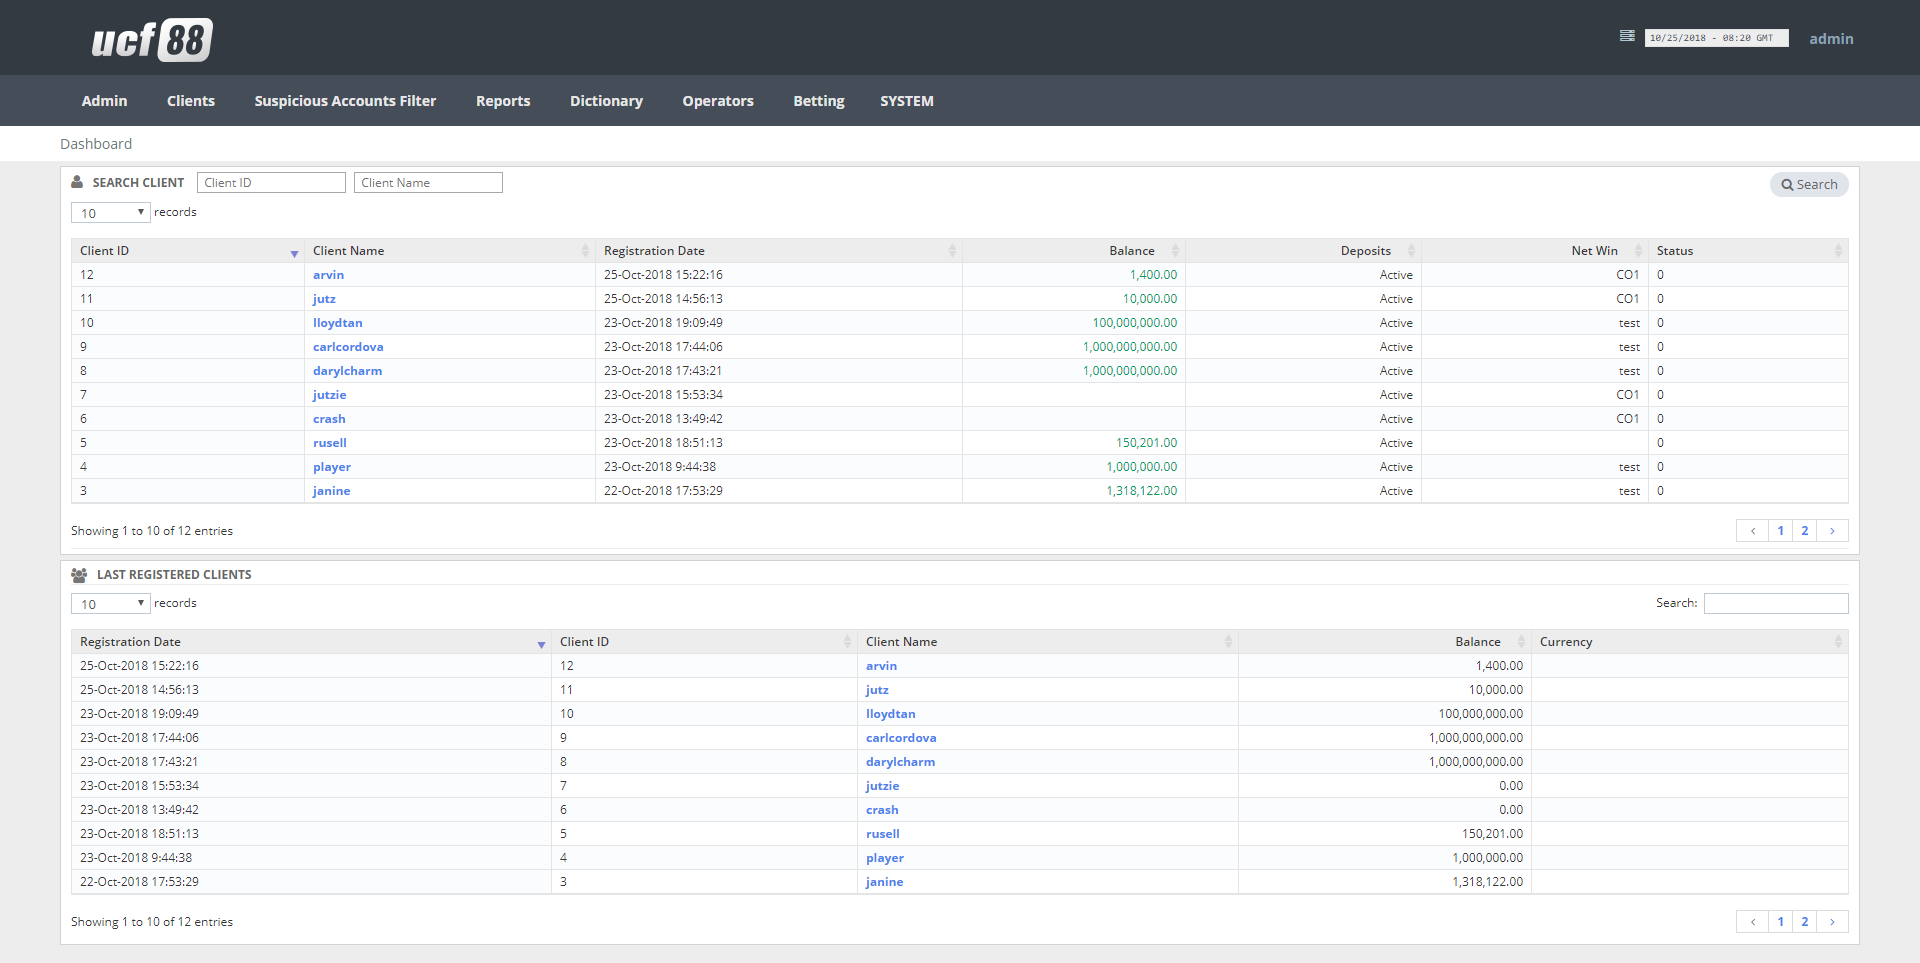 ucf 88
10/25/2018 - 08:20 GMT admin
Admin Clients Suspicious Accounts Filter Reports Dictionary Operators Betting SYSTEM
Dashboard
SEARCH CLIENT Client ID Client Name Search
10 records
Client ID Client Name Registration Date Balance Deposits Net Win Status
12 arvin 25-Oct-2018 15:22:16 1,400.00 Active CO1 0
11 jutz 25-Oct-2018 14:56:13 10,000.00 Active CO1 0
10 lloydtan 23-Oct-2018 19:09:49 100,000,000.00 Active test 0
9 carlcordova 23-Oct-2018 17:44:06 1,000,000,000.00 Active test 0
8 darylcharm 23-Oct-2018 17:43:21 1,000,000,000.00 Active test 0
7 jutzie 23-Oct-2018 15:53:34 Active CO1 0
6 crash 23-Oct-2018 13:49:42 Active CO1 0
5 rusell 23-Oct-2018 18:51:13 150,201.00 Active 0
4 player 23-Oct-2018 9:44:38 1,000,000.00 Active test 0
3 janine 22-Oct-2018 17:53:29 1,318,122.00 Active test 0
Showing 1 to 10 of 12 entries ‹ 1 2 ›
LAST REGISTERED CLIENTS
10 records Search:
Registration Date Client ID Client Name Balance Currency
25-Oct-2018 15:22:16 12 arvin 1,400.00
25-Oct-2018 14:56:13 11 jutz 10,000.00
23-Oct-2018 19:09:49 10 lloydtan 100,000,000.00
23-Oct-2018 17:44:06 9 carlcordova 1,000,000,000.00
23-Oct-2018 17:43:21 8 darylcharm 1,000,000,000.00
23-Oct-2018 15:53:34 7 jutzie 0.00
23-Oct-2018 13:49:42 6 crash 0.00
23-Oct-2018 18:51:13 5 rusell 150,201.00
23-Oct-2018 9:44:38 4 player 1,000,000.00
22-Oct-2018 17:53:29 3 janine 1,318,122.00
Showing 1 to 10 of 12 entries ‹ 1 2 ›